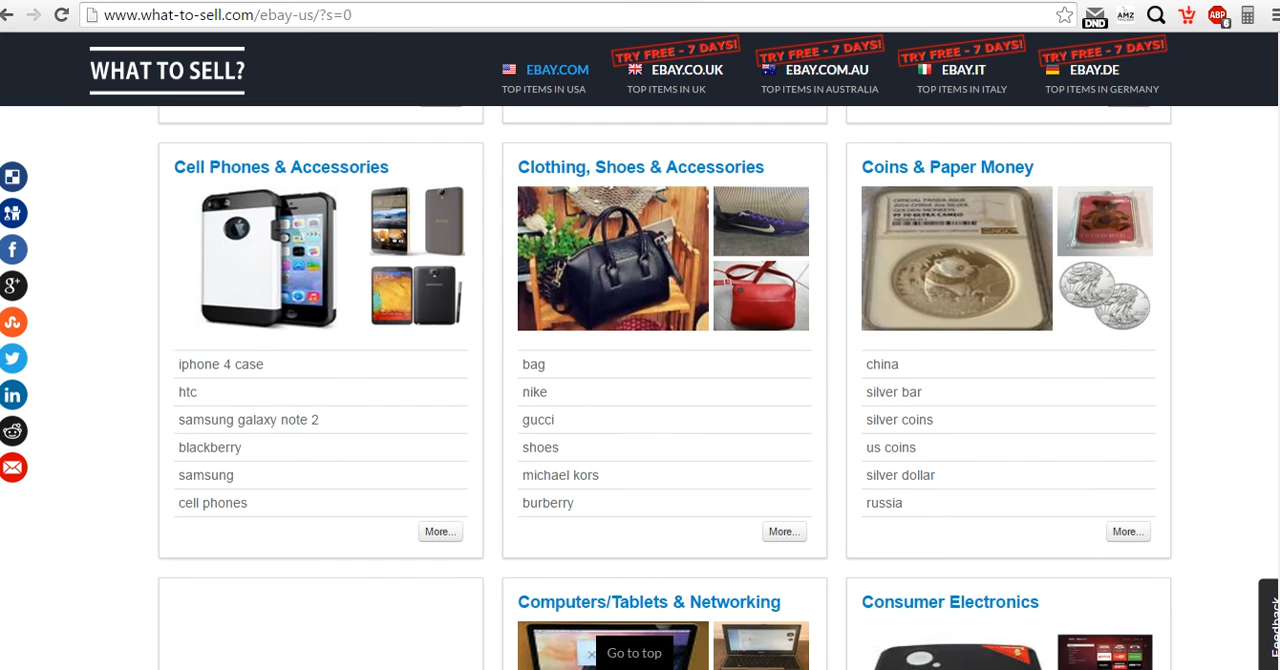 www.what-to-sell.com/ebay-us/?s=0
DND
AMZ
ABP
6
TRY FREE - 7 DAYS!
TRY FREE - 7 DAYS!
TRY FREE - 7 DAYS!
TRY FREE - 7 DAYS!
WHAT TO SELL?
EBAY.COM
TOP ITEMS IN USA
EBAY.CO.UK
TOP ITEMS IN UK
EBAY.COM.AU
TOP ITEMS IN AUSTRALIA
EBAY.IT
TOP ITEMS IN ITALY
EBAY.DE
TOP ITEMS IN GERMANY
Cell Phones & Accessories
iphone 4 case
htc
samsung galaxy note 2
blackberry
samsung
cell phones
More...
Clothing, Shoes & Accessories
bag
nike
gucci
shoes
michael kors
burberry
More...
Coins & Paper Money
china
silver bar
silver coins
us coins
silver dollar
russia
More...
Computers/Tablets & Networking
Consumer Electronics
Go to top
Feedback